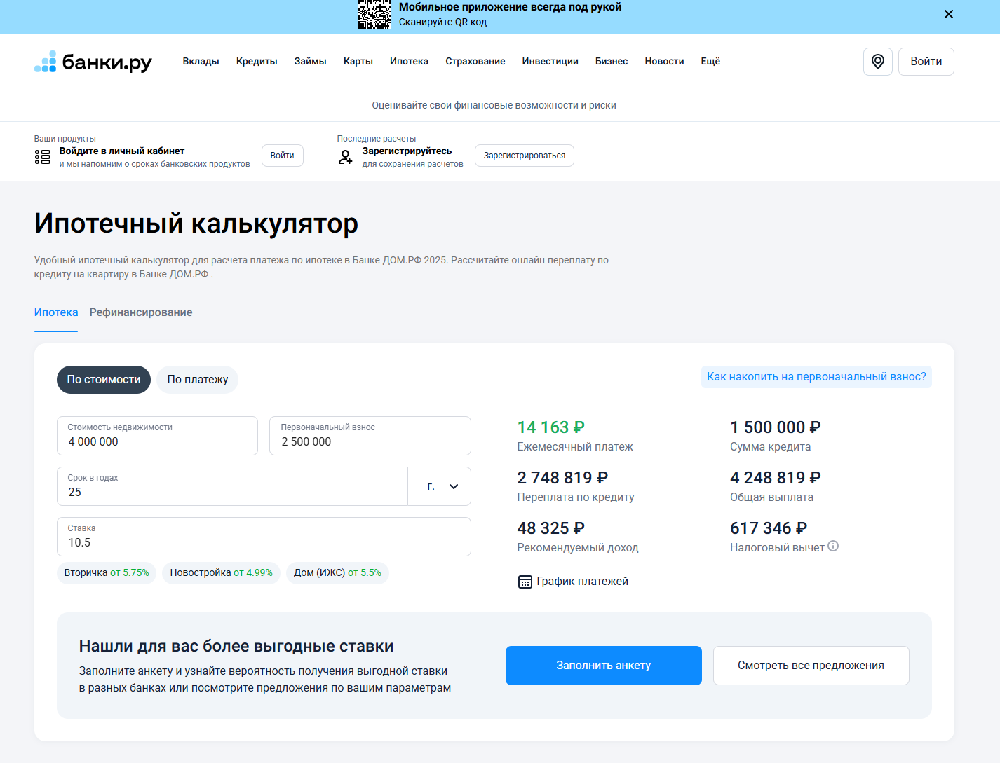 Мобильное приложение всегда под рукой
Сканируйте QR-код
банки.ру
Вклады Кредиты Займы Карты Ипотека Страхование Инвестиции Бизнес Новости Ещё
Войти
Оценивайте свои финансовые возможности и риски
Ваши продукты
Войдите в личный кабинет
и мы напомним о сроках банковских продуктов
Войти
Последние расчеты
Зарегистрируйтесь
для сохранения расчетов
Зарегистрироваться
Ипотечный калькулятор
Удобный ипотечный калькулятор для расчета платежа по ипотеке в Банке ДОМ.РФ 2025. Рассчитайте онлайн переплату по
кредиту на квартиру в Банке ДОМ.РФ .
Ипотека Рефинансирование
По стоимости По платежу
Как накопить на первоначальный взнос?
Стоимость недвижимости
4 000 000
Первоначальный взнос
2 500 000
Срок в годах
25
г.
Ставка
10.5
Вторичка от 5.75% Новостройка от 4.99% Дом (ИЖС) от 5.5%
14 163 ₽
Ежемесячный платеж
1 500 000 ₽
Сумма кредита
2 748 819 ₽
Переплата по кредиту
4 248 819 ₽
Общая выплата
48 325 ₽
Рекомендуемый доход
617 346 ₽
Налоговый вычет
График платежей
Нашли для вас более выгодные ставки
Заполните анкету и узнайте вероятность получения выгодной ставки
в разных банках или посмотрите предложения по вашим параметрам
Заполнить анкету
Смотреть все предложения